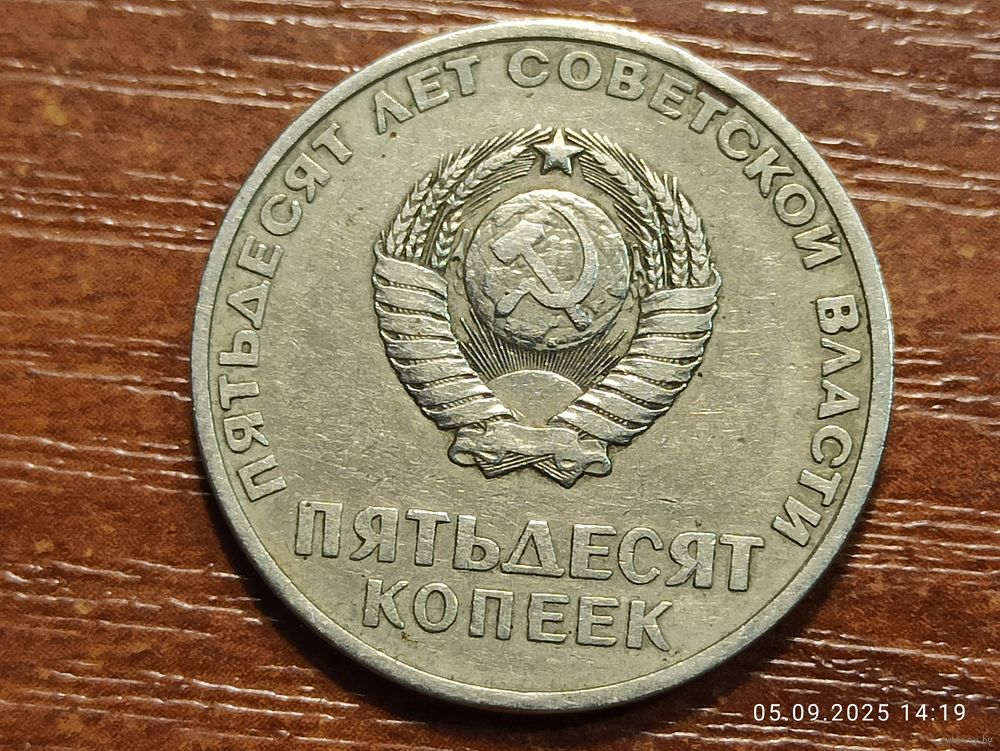 ПЯТЬДЕСЯТ ЛЕТ СОВЕТСКОЙ ВЛАСТИ
ПЯТЬДЕСЯТ
КОПЕЕК
05.09.2025 14:19